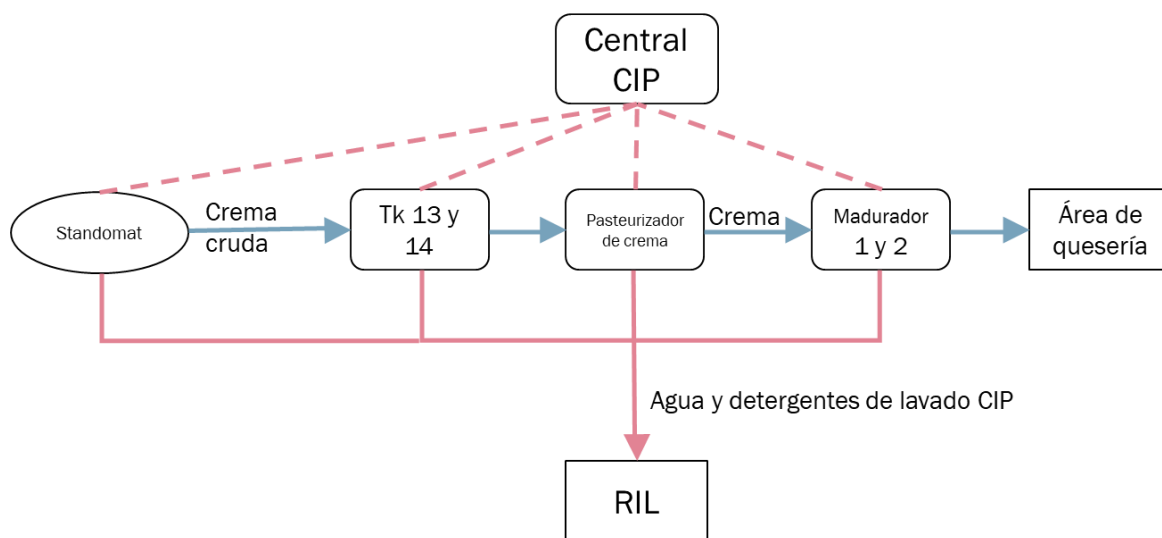 Central
CIP
Standomat
Crema
cruda
Tk 13 y
14
Pasteurizador
de crema
Crema
Madurador
1 y 2
Área de
quesería
Agua y detergentes de lavado CIP
RIL